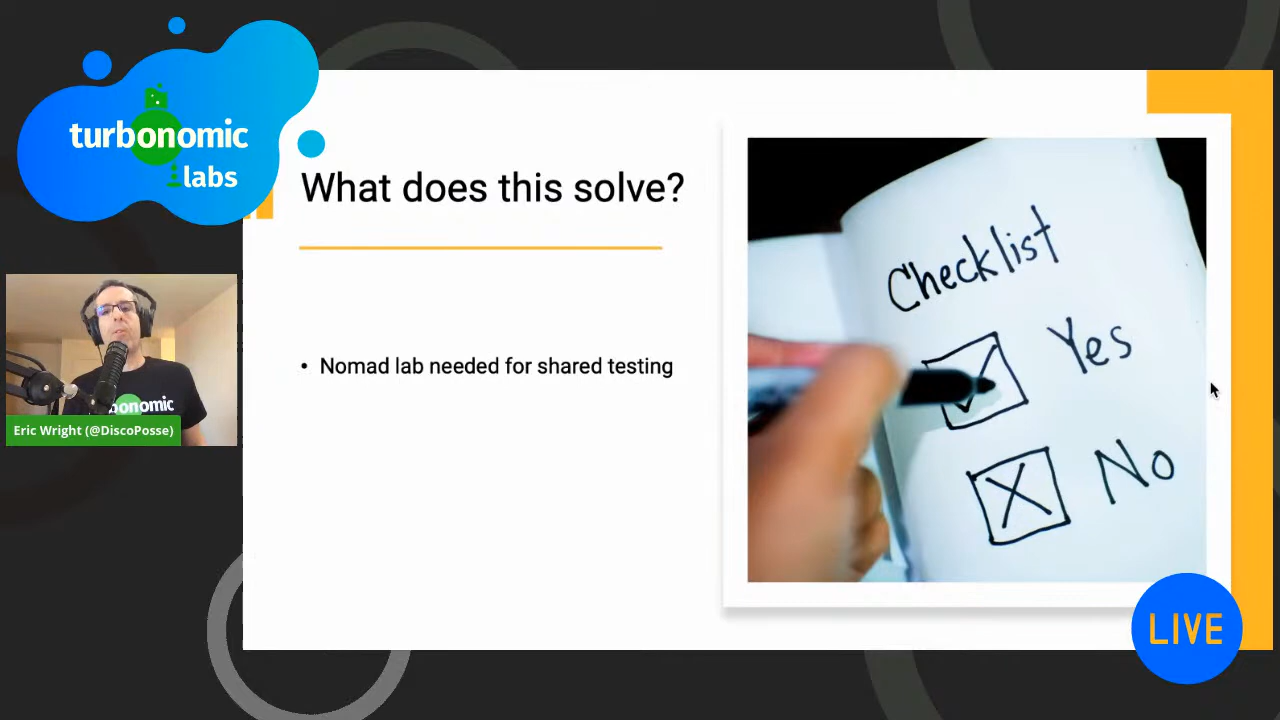 turbonomic
labs
What does this solve?
• Nomad lab needed for shared testing
Checklist
Yes
No
onomic
Eric Wright (@DiscoPosse)
LIVE